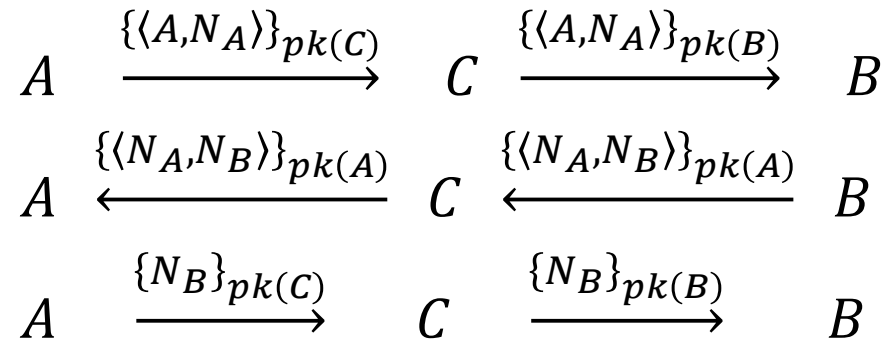 {⟨A,N_A⟩}_pk(C) {⟨A,N_A⟩}_pk(B)
A ⟶ C ⟶ B
{⟨N_A,N_B⟩}_pk(A) {⟨N_A,N_B⟩}_pk(A)
A ⟵ C ⟵ B
{N_B}_pk(C) {N_B}_pk(B)
A ⟶ C ⟶ B